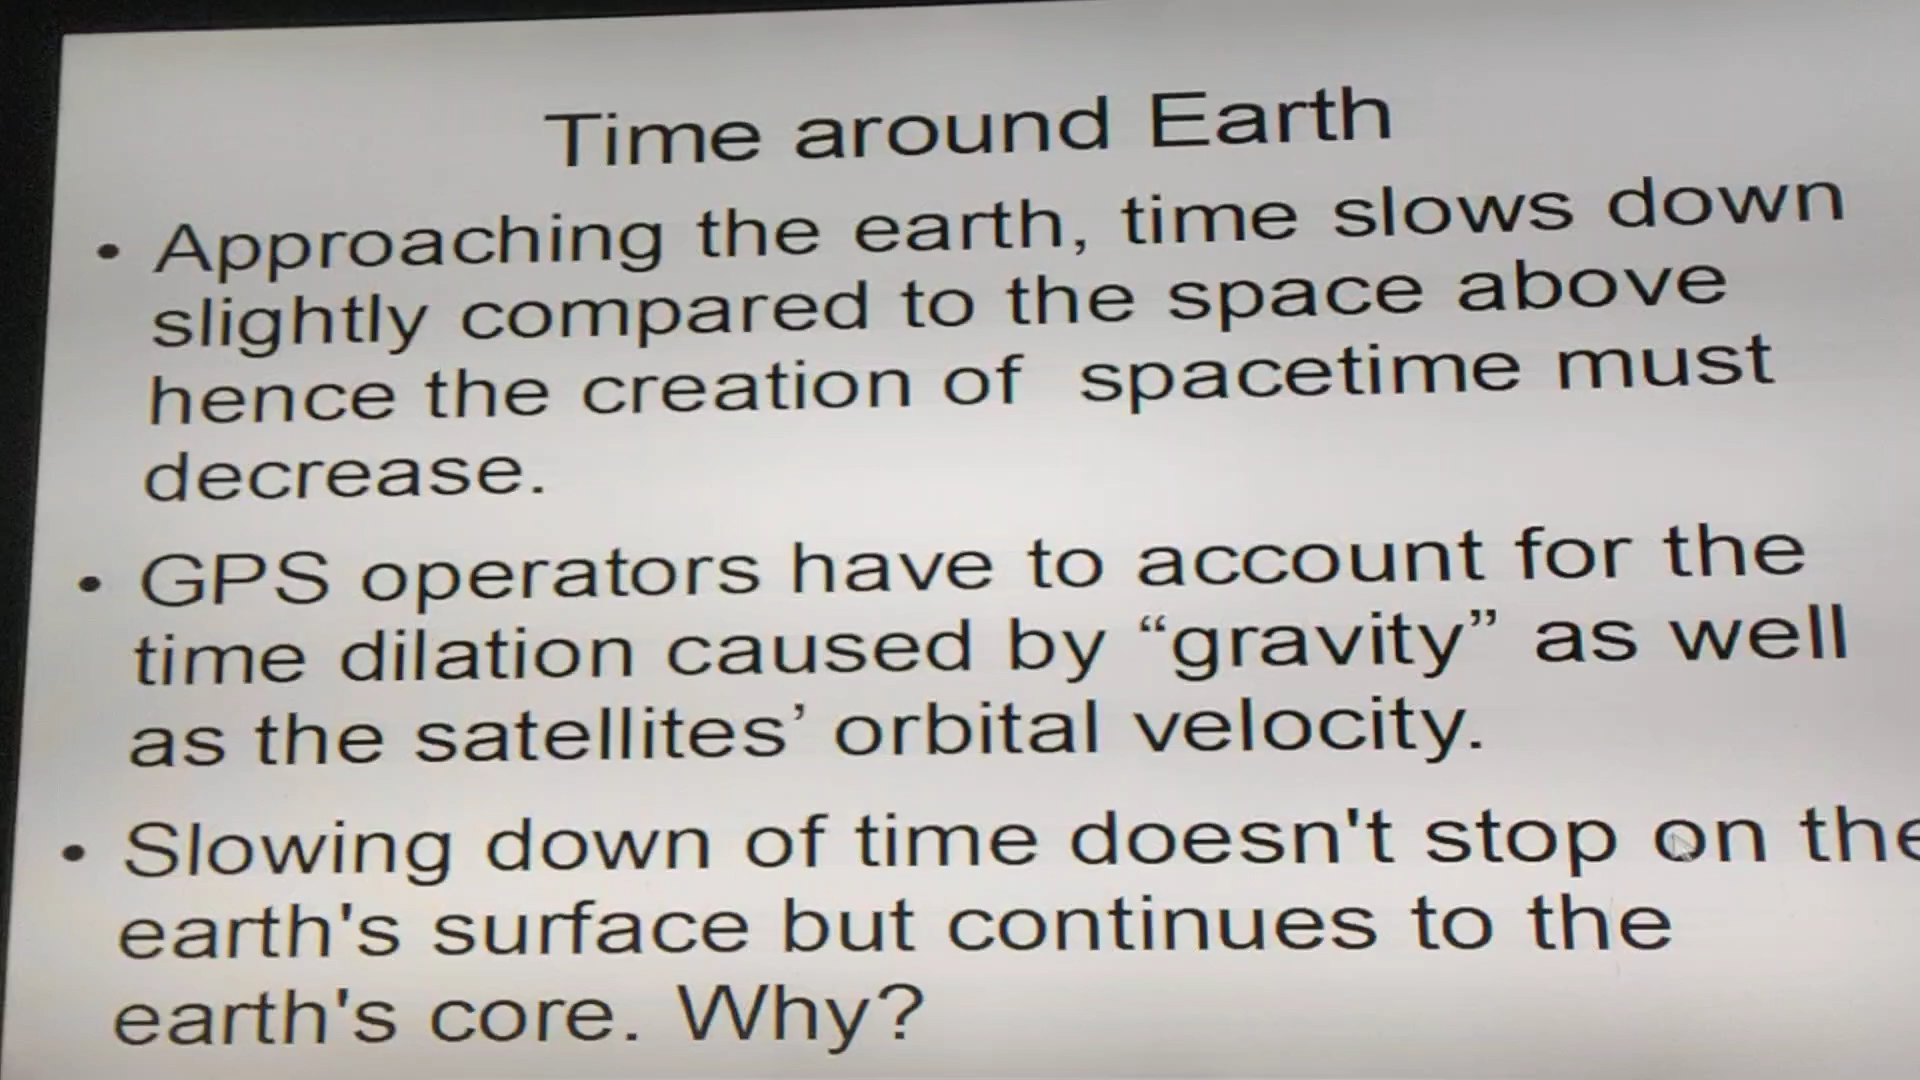 Time around Earth
• Approaching the earth, time slows down
slightly compared to the space above
hence the creation of spacetime must
decrease.
• GPS operators have to account for the
time dilation caused by “gravity” as well
as the satellites’ orbital velocity.
• Slowing down of time doesn't stop on the
earth's surface but continues to the
earth's core. Why?